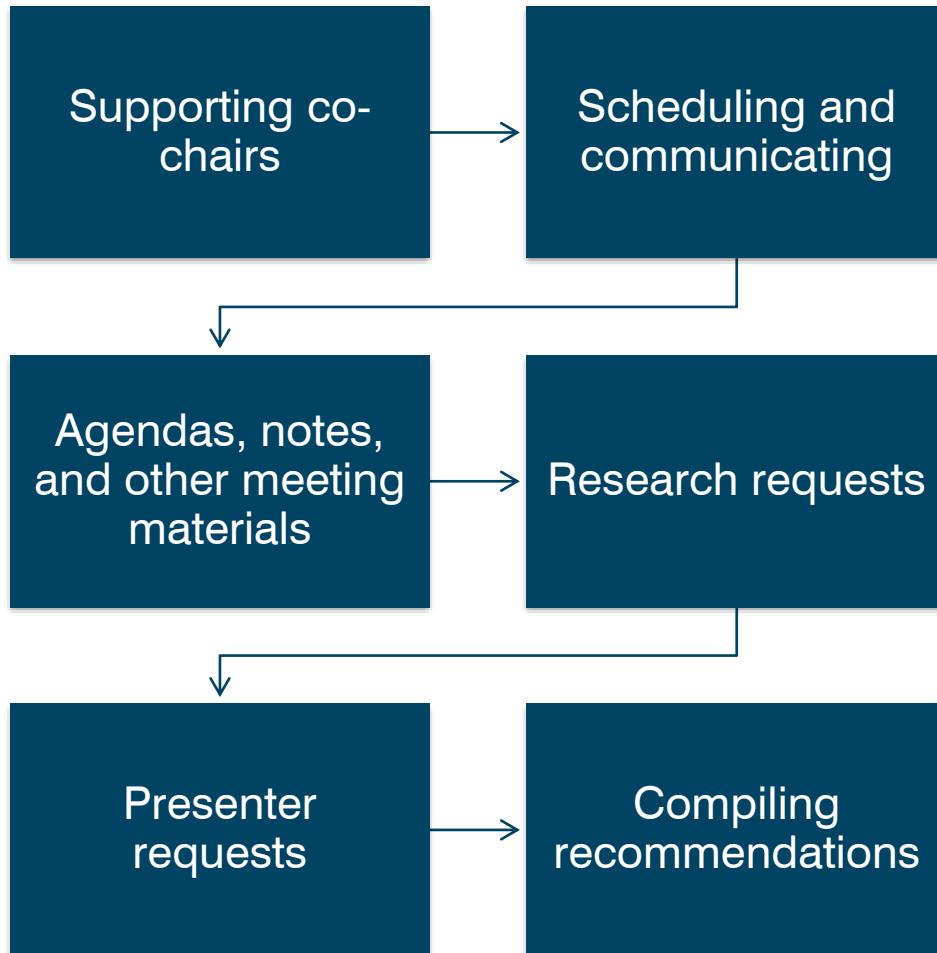 Supporting co-
chairs
Scheduling and
communicating
Agendas, notes,
and other meeting
materials
Research requests
Presenter
requests
Compiling
recommendations